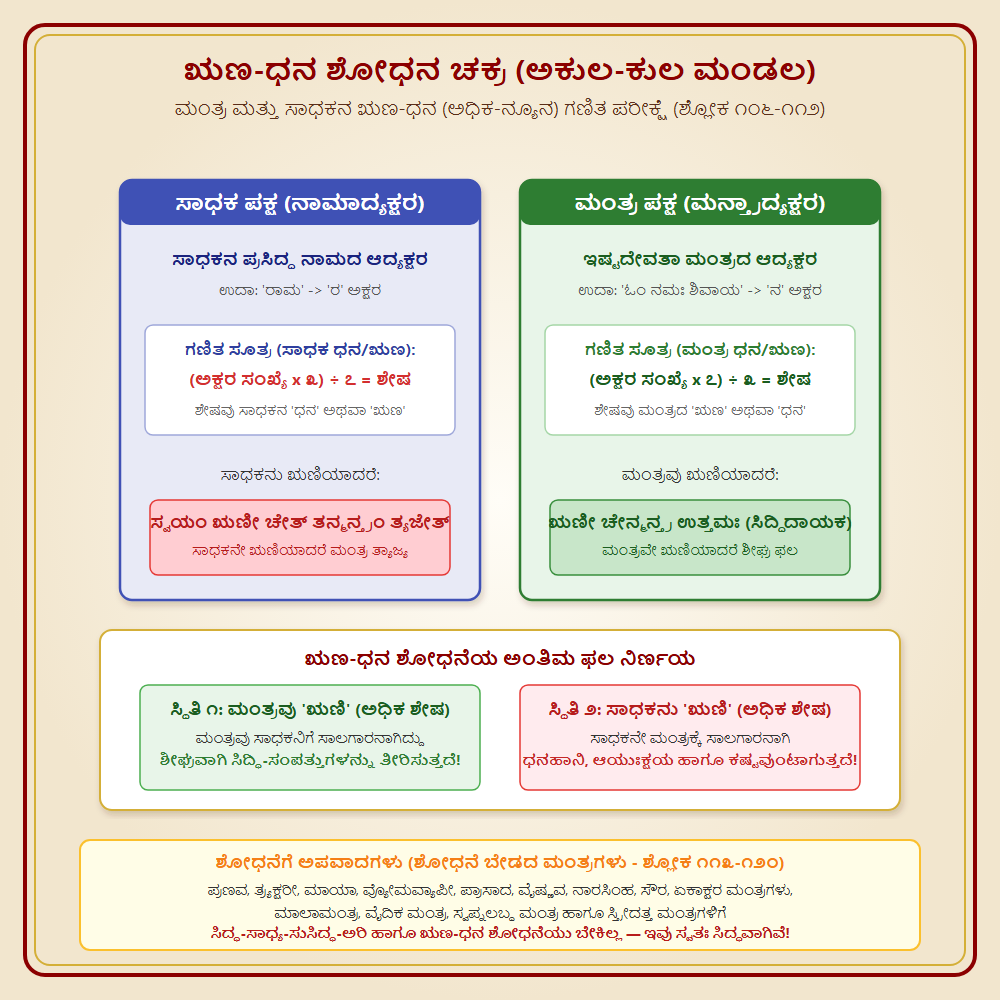 ಋಣ-ಧನ ಶೋಧನ ಚಕ್ರ (ಅಕುಲ-ಕುಲ ಮಂಡಲ)
ಮಂತ್ರ ಮತ್ತು ಸಾಧಕನ ಋಣ-ಧನ (ಅಧಿಕ-ನ್ಯೂನ) ಗಣಿತ ಪರೀಕ್ಷೆ (ಶ್ಲೋಕ ೧೦೬-೧೧೨)
ಸಾಧಕ ಪಕ್ಷ (ನಾಮಾದ್ಯಕ್ಷರ)
ಸಾಧಕನ ಪ್ರಸಿದ್ಧ ನಾಮದ ಆದ್ಯಕ್ಷರ
ಉದಾ: 'ರಾಮ' -> 'ರ' ಅಕ್ಷರ
ಗಣಿತ ಸೂತ್ರ (ಸಾಧಕ ಧನ/ಋಣ):
(ಅಕ್ಷರ ಸಂಖ್ಯೆ x ೩) ÷ ೭ = ಶೇಷ
ಶೇಷವು ಸಾಧಕನ 'ಧನ' ಅಥವಾ 'ಋಣ'
ಸಾಧಕನು ಋಣಿಯಾದರೆ:
ಸ್ವಯಂ ಋಣೀ ಚೇತ್ ತನ್ಮನ್ತ್ರಂ ತ್ಯಜೇತ್
ಸಾಧಕನೇ ಋಣಿಯಾದರೆ ಮಂತ್ರ ತ್ಯಾಜ್ಯ
ಮಂತ್ರ ಪಕ್ಷ (ಮನ್ತ್ರಾದ್ಯಕ್ಷರ)
ಇಷ್ಟದೇವತಾ ಮಂತ್ರದ ಆದ್ಯಕ್ಷರ
ಉದಾ: 'ಓಂ ನಮಃ ಶಿವಾಯ' -> 'ನ' ಅಕ್ಷರ
ಗಣಿತ ಸೂತ್ರ (ಮಂತ್ರ ಧನ/ಋಣ):
(ಅಕ್ಷರ ಸಂಖ್ಯೆ x ೭) ÷ ೩ = ಶೇಷ
ಶೇಷವು ಮಂತ್ರದ 'ಋಣ' ಅಥವಾ 'ಧನ'
ಮಂತ್ರವು ಋಣಿಯಾದರೆ:
ಋಣೀ ಚೇನ್ಮನ್ತ್ರ ಉತ್ತಮಃ (ಸಿದ್ಧಿದಾಯಕ)
ಮಂತ್ರವೇ ಋಣಿಯಾದರೆ ಶೀಘ್ರ ಫಲ
ಋಣ-ಧನ ಶೋಧನೆಯ ಅಂತಿಮ ಫಲ ನಿರ್ಣಯ
ಸ್ಥಿತಿ ೧: ಮಂತ್ರವು 'ಋಣಿ' (ಅಧಿಕ ಶೇಷ)
ಮಂತ್ರವು ಸಾಧಕನಿಗೆ ಸಾಲಗಾರನಾಗಿದ್ದು
ಶೀಘ್ರವಾಗಿ ಸಿದ್ಧಿ-ಸಂಪತ್ತುಗಳನ್ನು ತೀರಿಸುತ್ತದೆ!
ಸ್ಥಿತಿ ೨: ಸಾಧಕನು 'ಋಣಿ' (ಅಧಿಕ ಶೇಷ)
ಸಾಧಕನೇ ಮಂತ್ರಕ್ಕೆ ಸಾಲಗಾರನಾಗಿ
ಧನಹಾನಿ, ಆಯುಃಕ್ಷಯ ಹಾಗೂ ಕಷ್ಟವುಂಟಾಗುತ್ತದೆ!
ಶೋಧನೆಗೆ ಅಪವಾದಗಳು (ಶೋಧನೆ ಬೇಡದ ಮಂತ್ರಗಳು - ಶ್ಲೋಕ ೧೧೩-೧೨೦)
ಪ್ರಣವ, ತ್ರ್ಯಕ್ಷರೀ, ಮಾಯಾ, ವ್ಯೋಮವ್ಯಾಪೀ, ಪ್ರಾಸಾದ, ವೈಷ್ಣವ, ನಾರಸಿಂಹ, ಸೌರ, ಏಕಾಕ್ಷರ ಮಂತ್ರಗಳು,
ಮಾಲಾಮಂತ್ರ, ವೈದಿಕ ಮಂತ್ರ, ಸ್ವಪ್ನಲಬ್ಧ ಮಂತ್ರ ಹಾಗೂ ಸ್ತ್ರೀದತ್ತ ಮಂತ್ರಗಳಿಗೆ
ಸಿದ್ಧ-ಸಾಧ್ಯ-ಸುಸಿದ್ಧ-ಅರಿ ಹಾಗೂ ಋಣ-ಧನ ಶೋಧನೆಯು ಬೇಕಿಲ್ಲ — ಇವು ಸ್ವತಃ ಸಿದ್ಧವಾಗಿವೆ!